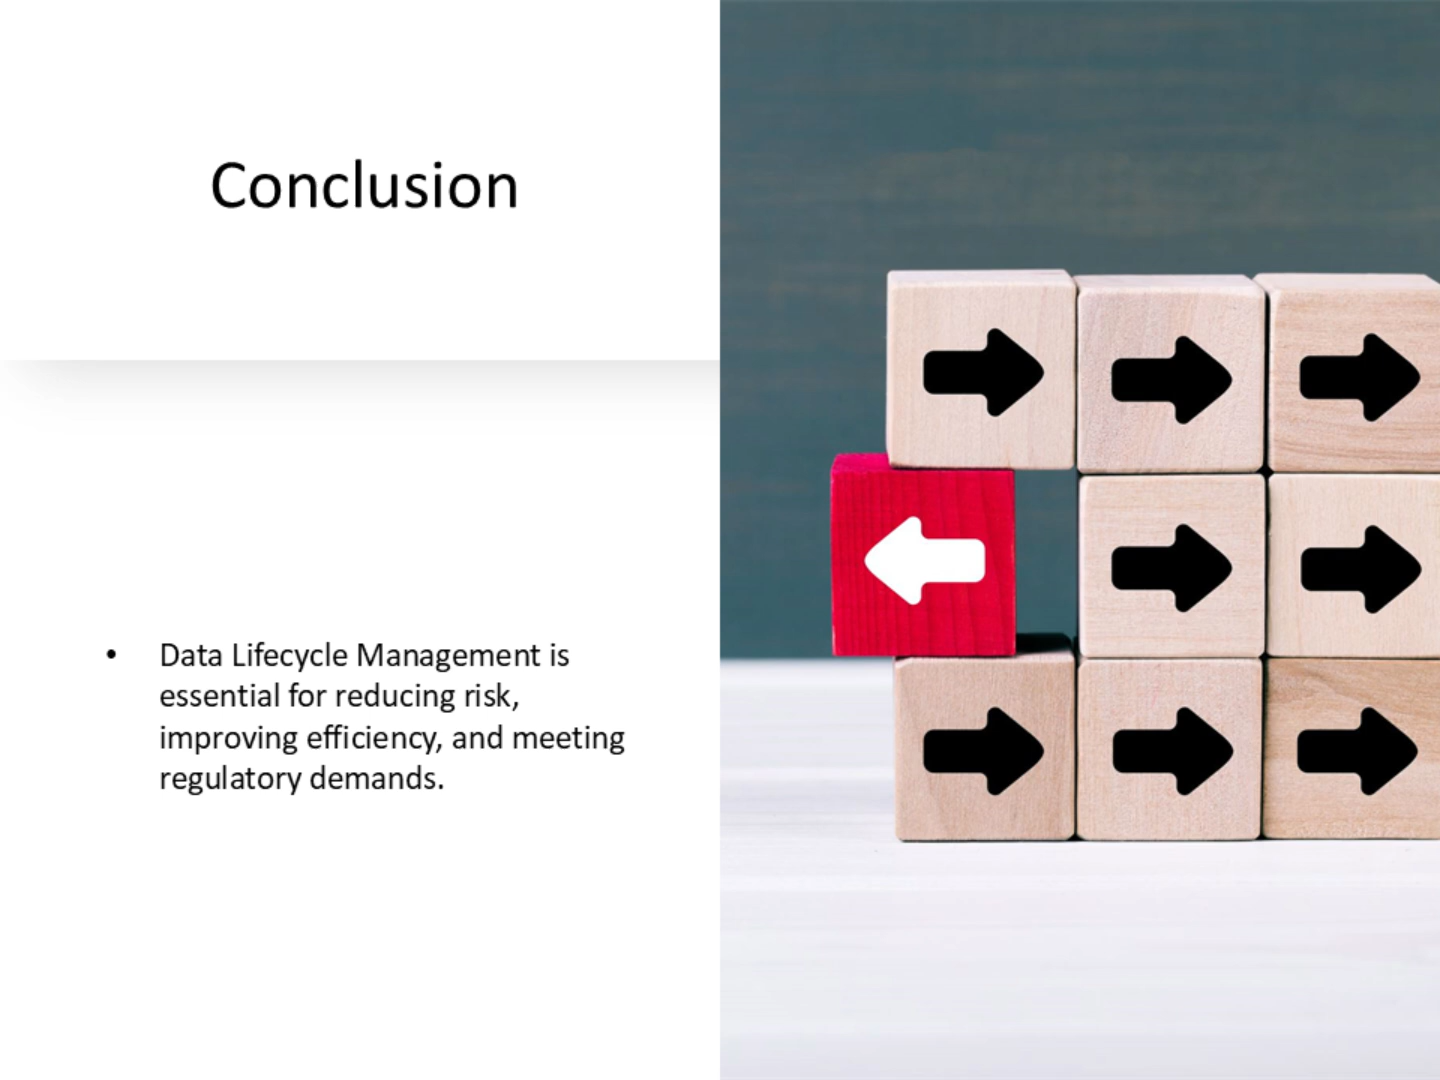 Conclusion
• Data Lifecycle Management is
essential for reducing risk,
improving efficiency, and meeting
regulatory demands.